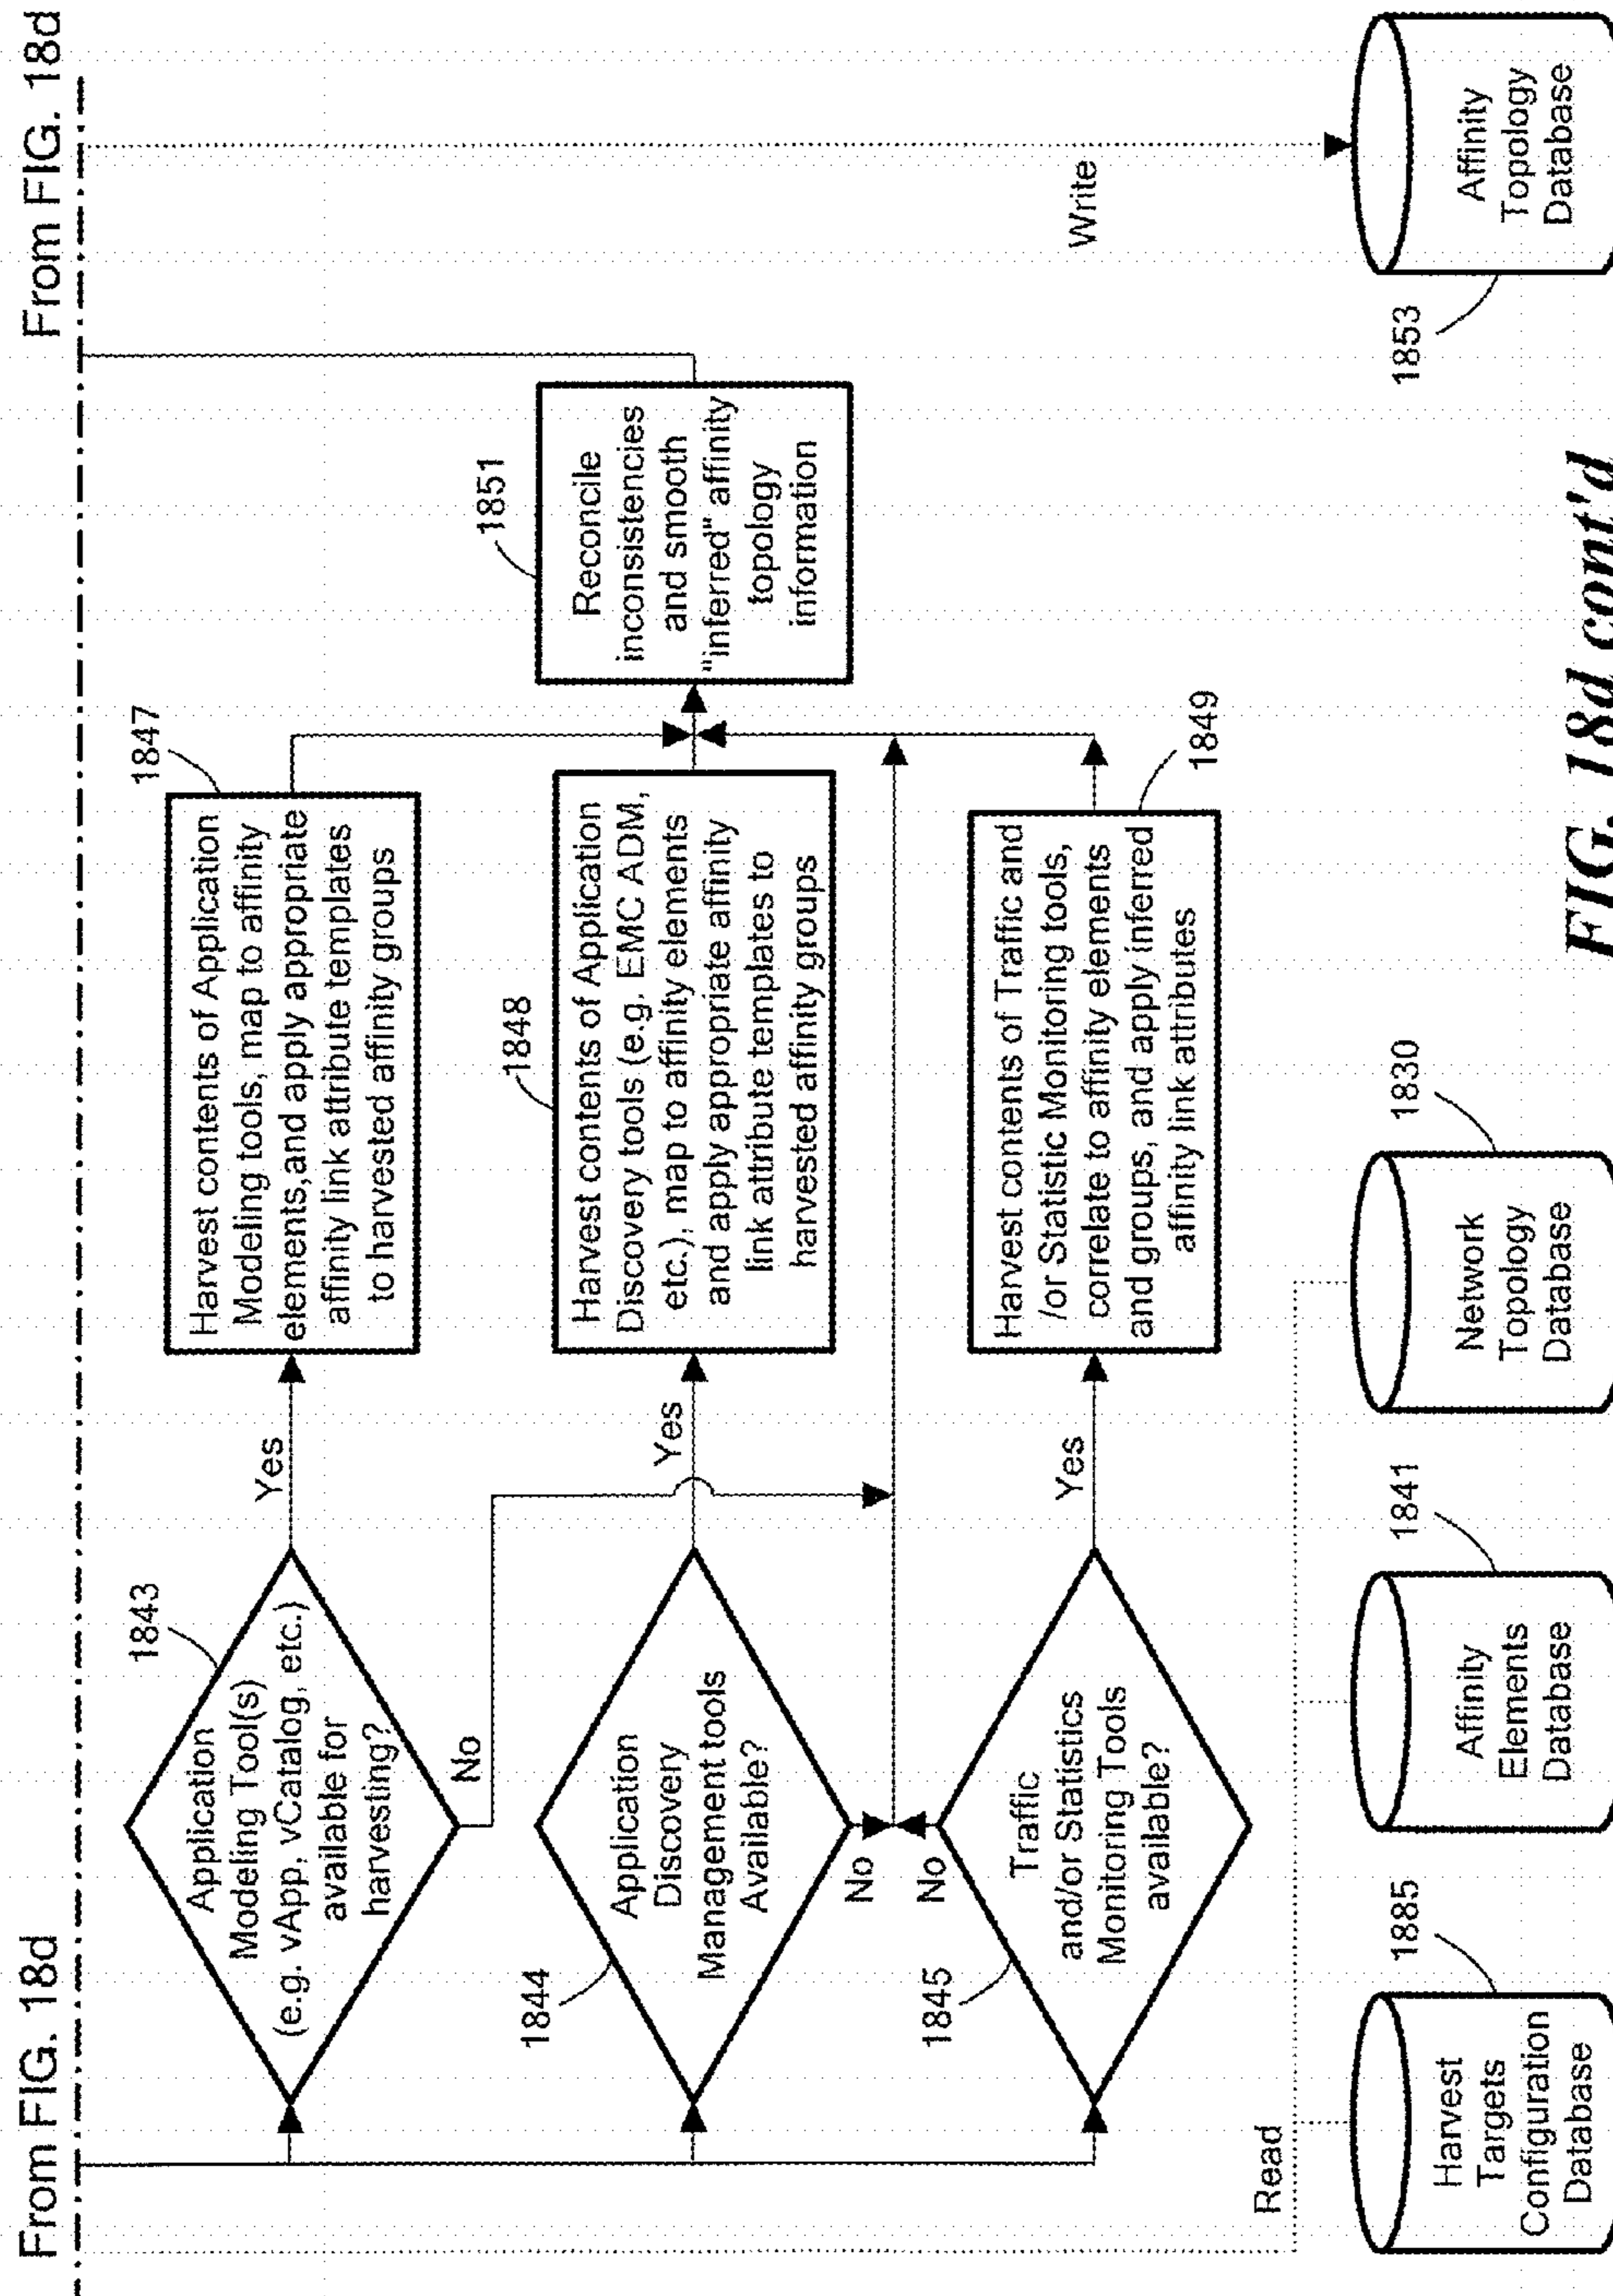 From FIG. 18d
From FIG. 18d
1843
Application
Modeling Tool(s)
(e.g. vApp, vCatalog, etc.)
available for
harvesting?
Yes
No
1847
Harvest contents of Application
Modeling tools, map to affinity
elements,and apply appropriate
affinity link attribute templates
to harvested affinity groups
1844
Application
Discovery
Management tools
Available?
Yes
No
1848
Harvest contents of Application
Discovery tools (e.g. EMC ADM,
etc.), map to affinity elements
and apply appropriate affinity
link attribute templates to
harvested affinity groups
1851
Reconcile
inconsistencies
and smooth
"inferred" affinity
topology
information
1845
No
Traffic
and/or Statistics
Monitoring Tools
available?
Yes
1849
Harvest contents of Traffic and
/or Statistic Monitoring tools,
correlate to affinity elements
and groups, and apply inferred
affinity link attributes
Read
Write
1885
Harvest
Targets
Configuration
Database
1841
Affinity
Elements
Database
1830
Network
Topology
Database
1853
Affinity
Topology
Database
FIG. 18d cont'd